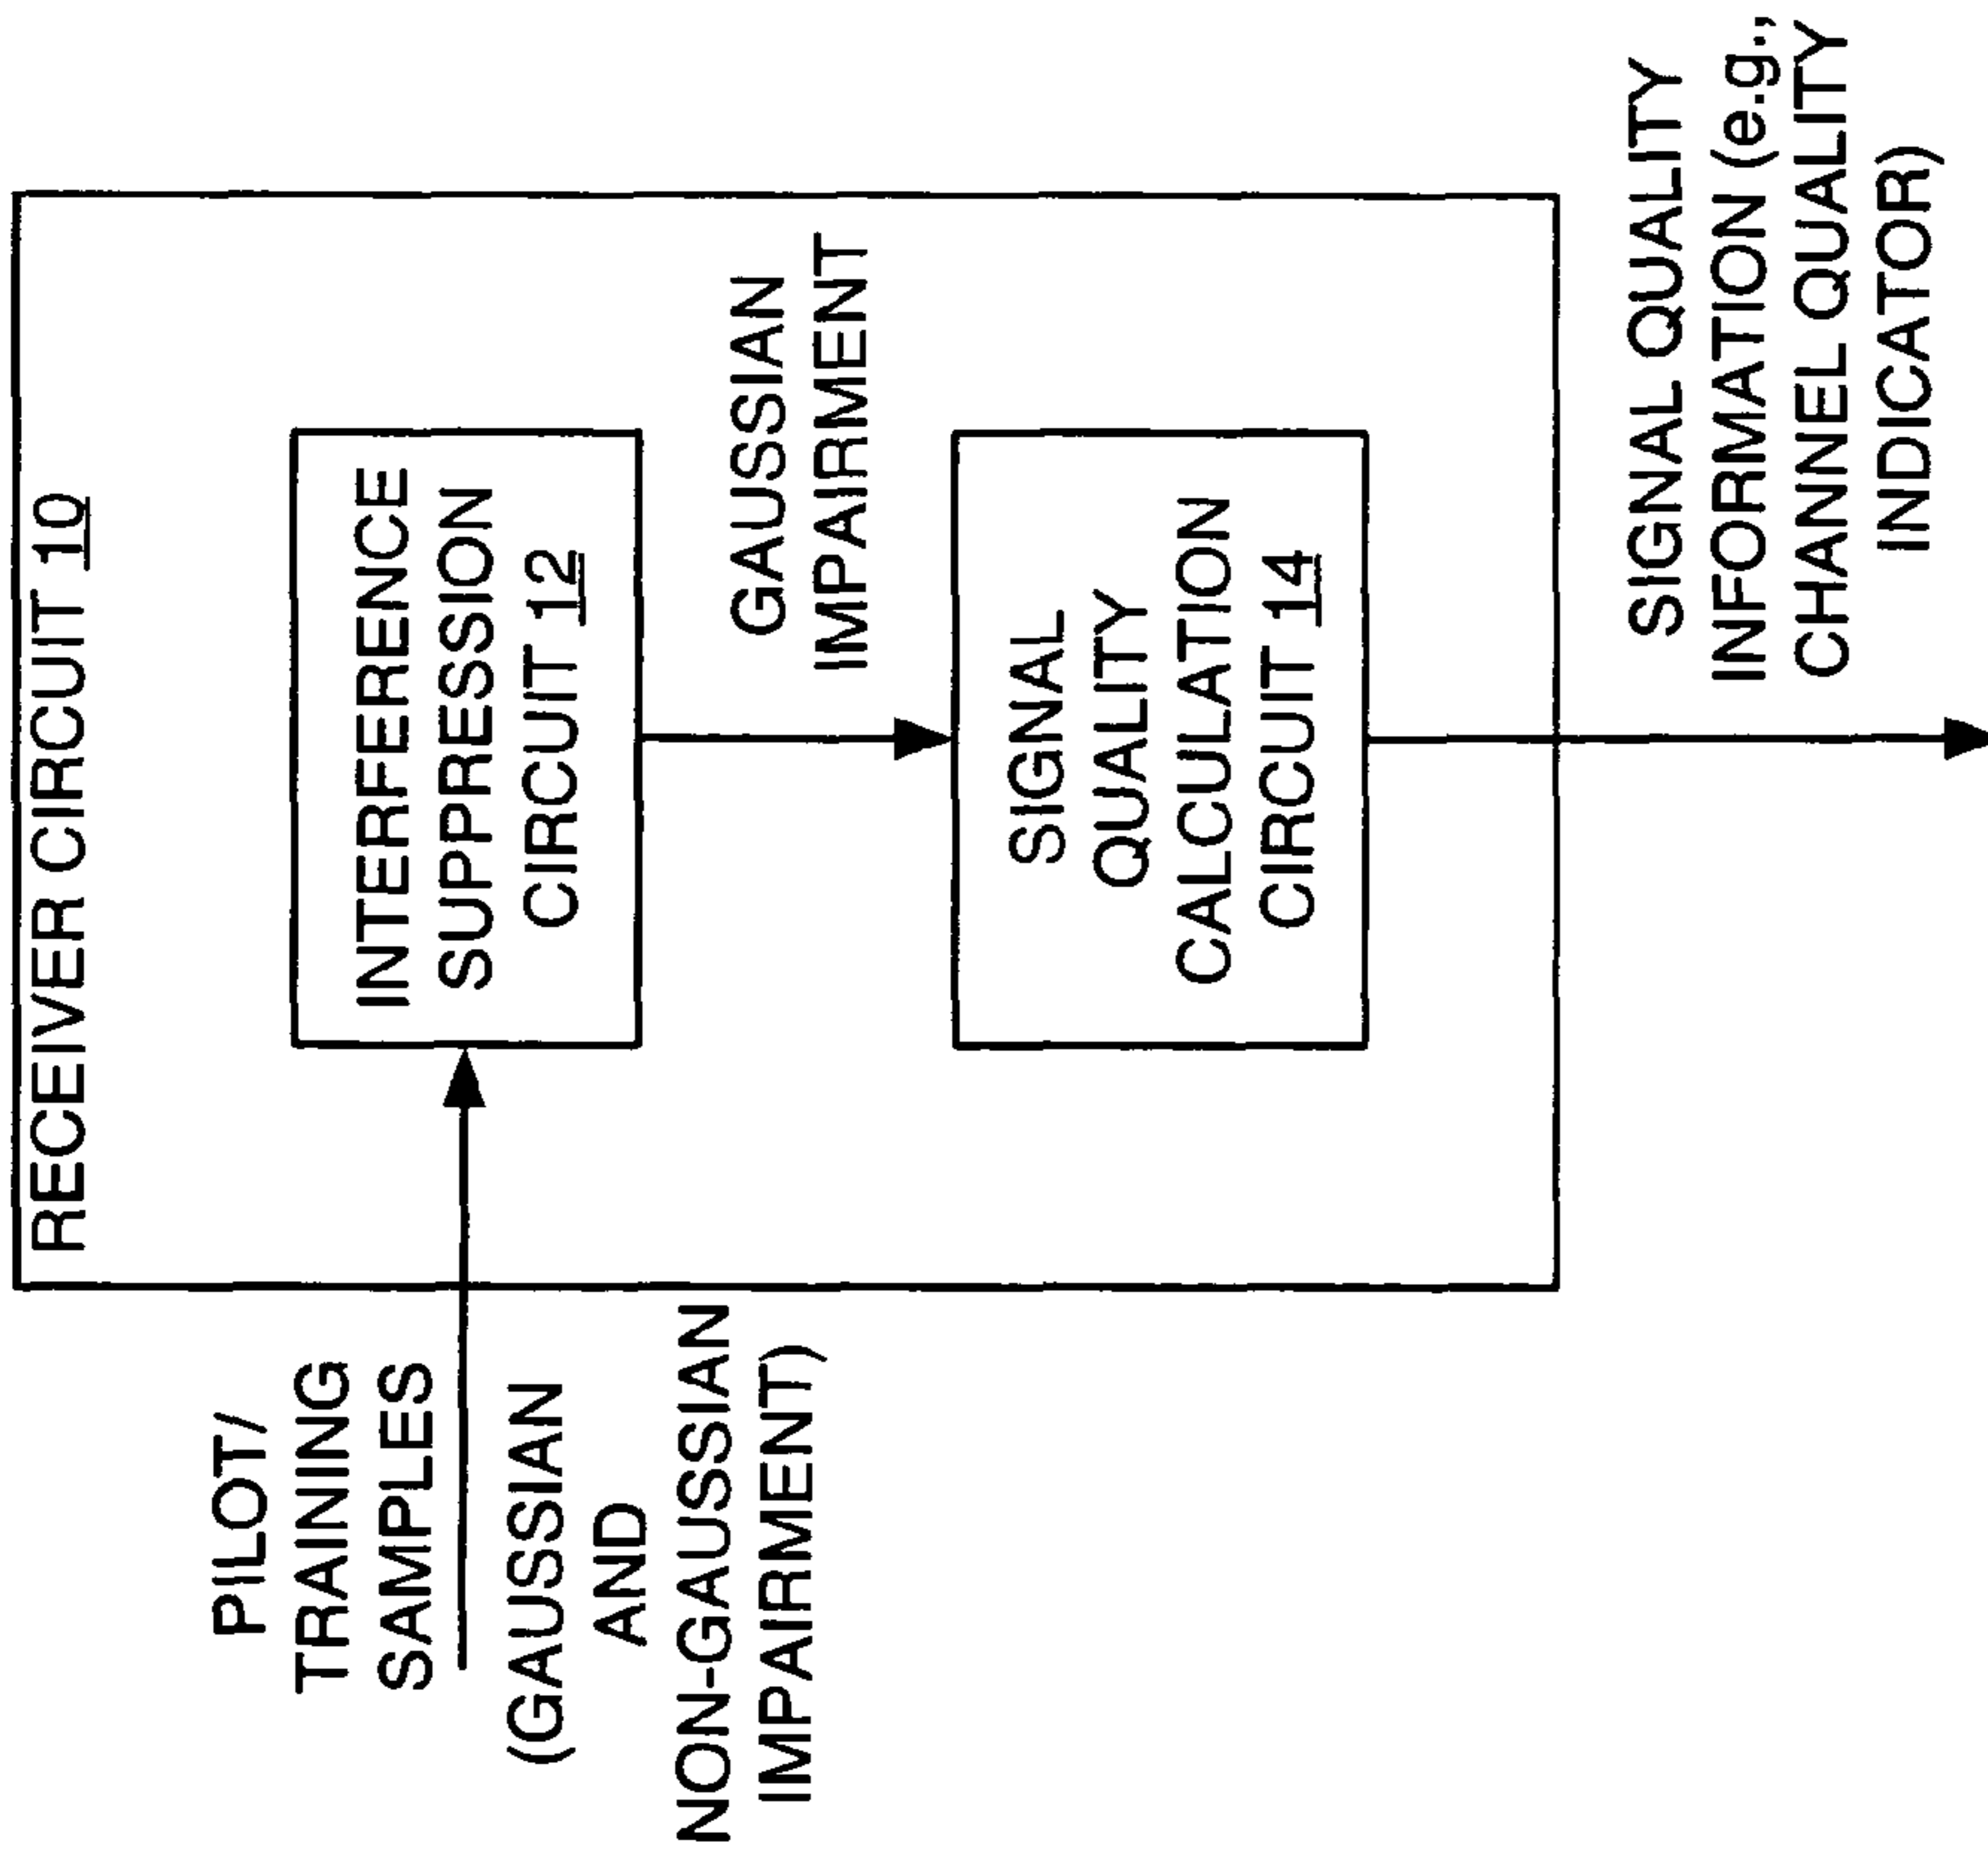 RECEIVER CIRCUIT 10
PILOT/
TRAINING
SAMPLES
(GAUSSIAN
AND
NON-GAUSSIAN
IMPAIRMENT)
INTERFERENCE
SUPPRESSION
CIRCUIT 12
GAUSSIAN
IMPAIRMENT
SIGNAL
QUALITY
CALCULATION
CIRCUIT 14
SIGNAL QUALITY
INFORMATION (e.g.,
CHANNEL QUALITY
INDICATOR)